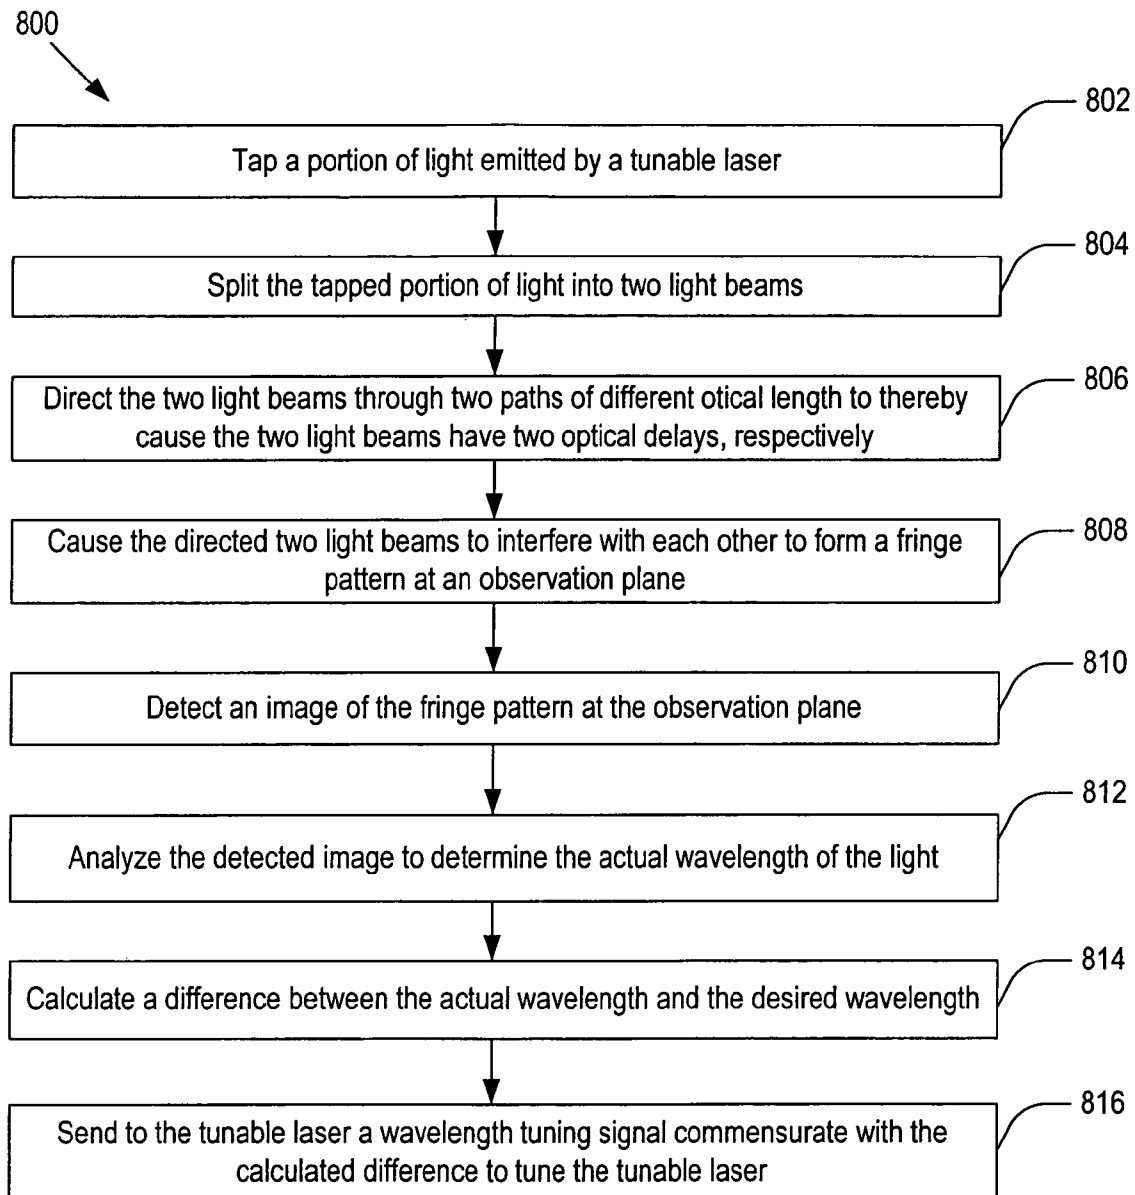 800
802
Tap a portion of light emitted by a tunable laser
804
Split the tapped portion of light into two light beams
806
Direct the two light beams through two paths of different otical length to thereby
cause the two light beams have two optical delays, respectively
808
Cause the directed two light beams to interfere with each other to form a fringe
pattern at an observation plane
810
Detect an image of the fringe pattern at the observation plane
812
Analyze the detected image to determine the actual wavelength of the light
814
Calculate a difference between the actual wavelength and the desired wavelength
816
Send to the tunable laser a wavelength tuning signal commensurate with the
calculated difference to tune the tunable laser